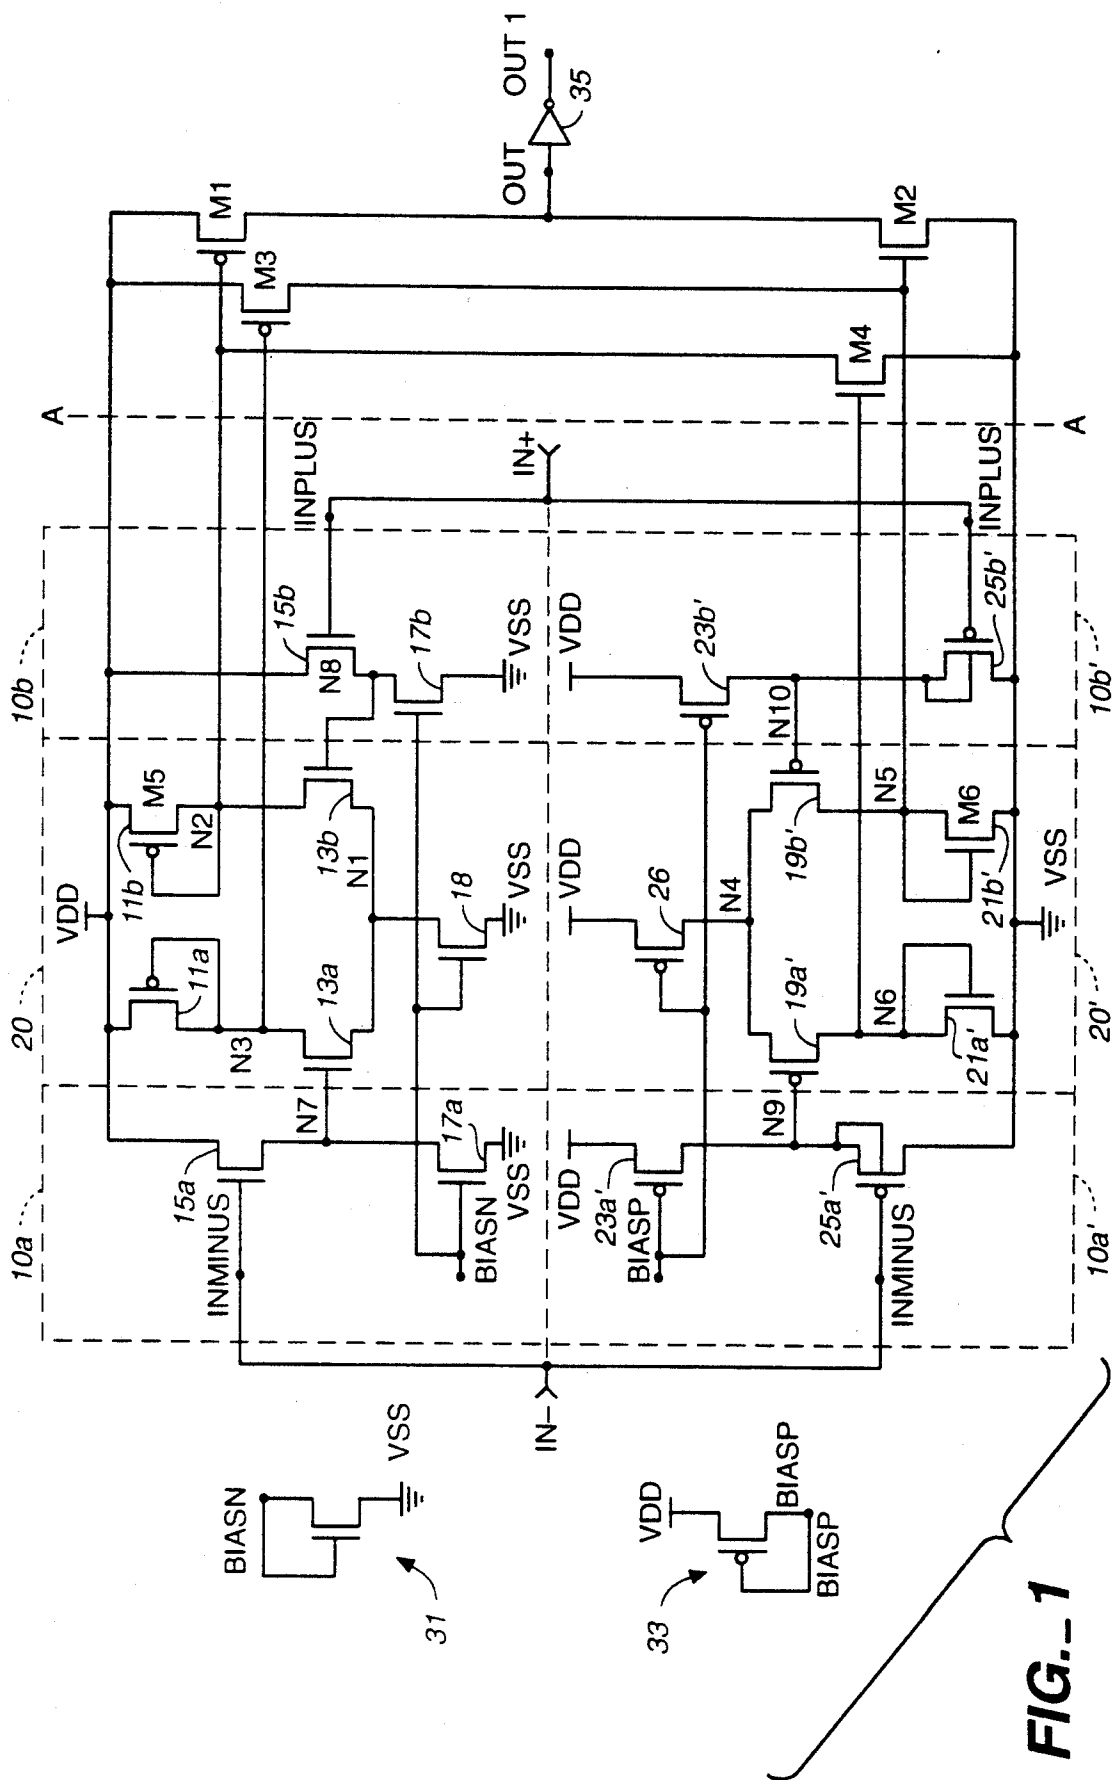 10a
20
10b
VDD
A
15a
11a
11b
M5
N2
N3
INMINUS
N7
13a
13b
N1
15b
N8
INPLUS
M3
M1
BIASN
17a
VSS
18
VSS
17b
VSS
IN+
OUT
OUT 1
35
BIASN
VSS
31
IN-
VDD
BIASP
BIASP
33
VDD
23a'
BIASP
VDD
26
VDD
23b'
N4
N10
N9
19a'
19b'
N6
N5
M4
M2
25a'
INMINUS
21a'
M6
21b'
INPLUS
25b'
VSS
A
10a'
20'
10b'
FIG._1